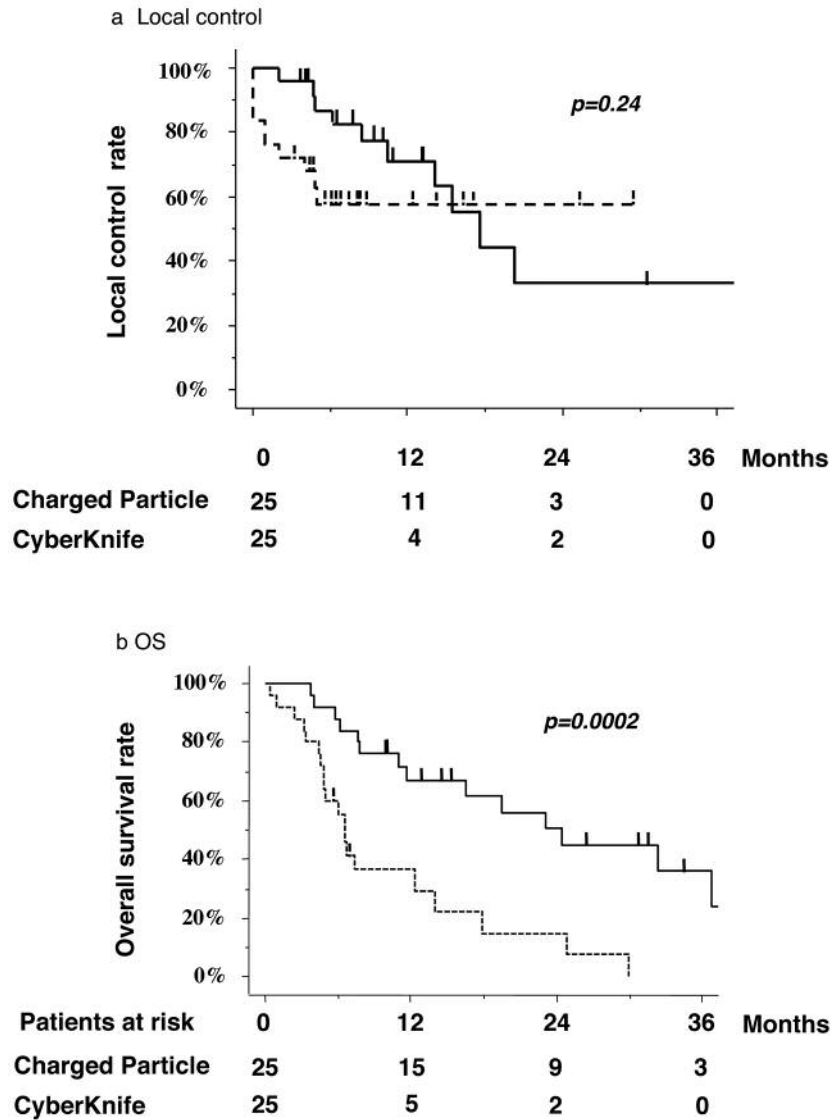 a Local control
100%
80%
60%
40%
20%
0%
Local control rate
p=0.24
0 12 24 36 Months
Charged Particle 25 11 3 0
CyberKnife 25 4 2 0
b OS
100%
80%
60%
40%
20%
0%
Overall survival rate
p=0.0002
Patients at risk 0 12 24 36 Months
Charged Particle 25 15 9 3
CyberKnife 25 5 2 0